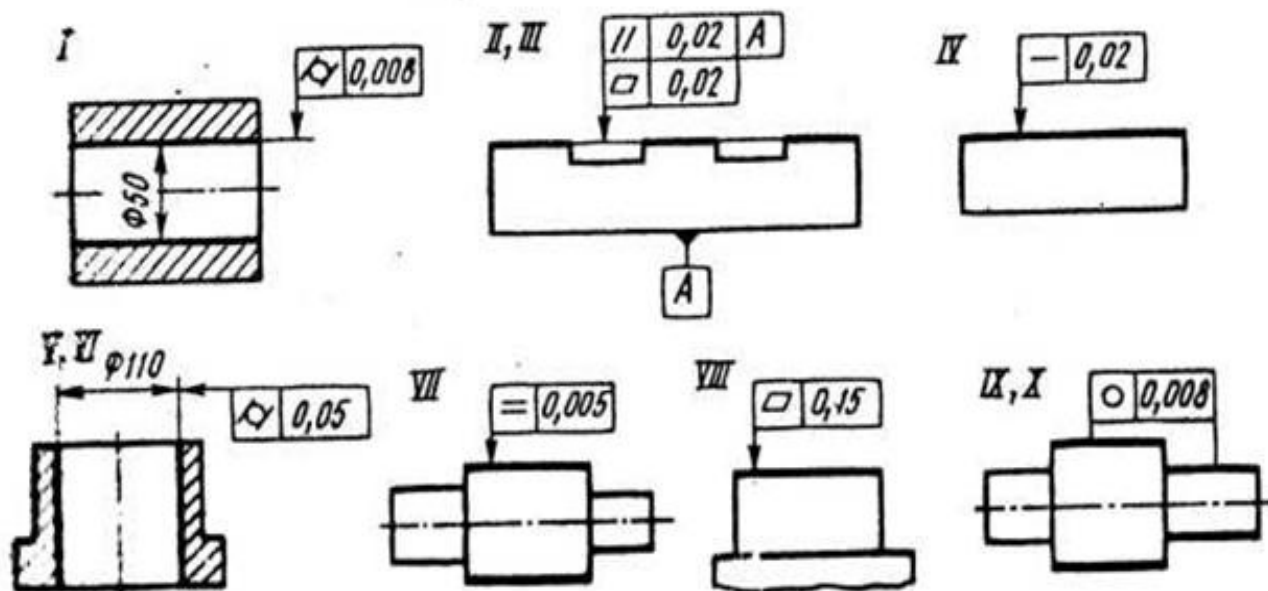 I
⌭ 0,008
Φ50
II, III
// 0,02 A
⏥ 0,02
A
IV
— 0,02
V, VI
Φ110
⌭ 0,05
VII
= 0,005
VIII
⏥ 0,15
IX, X
○ 0,008